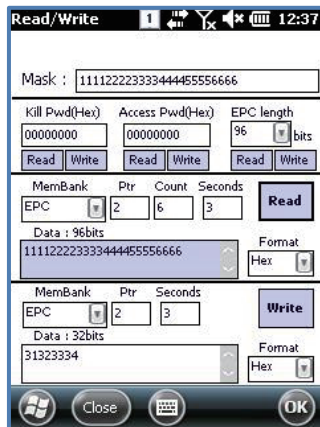 Read/Write 1 12:37
Mask : 111122223333444455556666
Kill Pwd(Hex) Access Pwd(Hex) EPC length
00000000 00000000 96 bits
Read Write Read Write Read Write
MemBank Ptr Count Seconds
EPC 2 6 3 Read
Data : 96bits Format
111122223333444455556666 Hex
MemBank Ptr Seconds
EPC 2 3 Write
Data : 32bits Format
31323334 Hex
Close OK